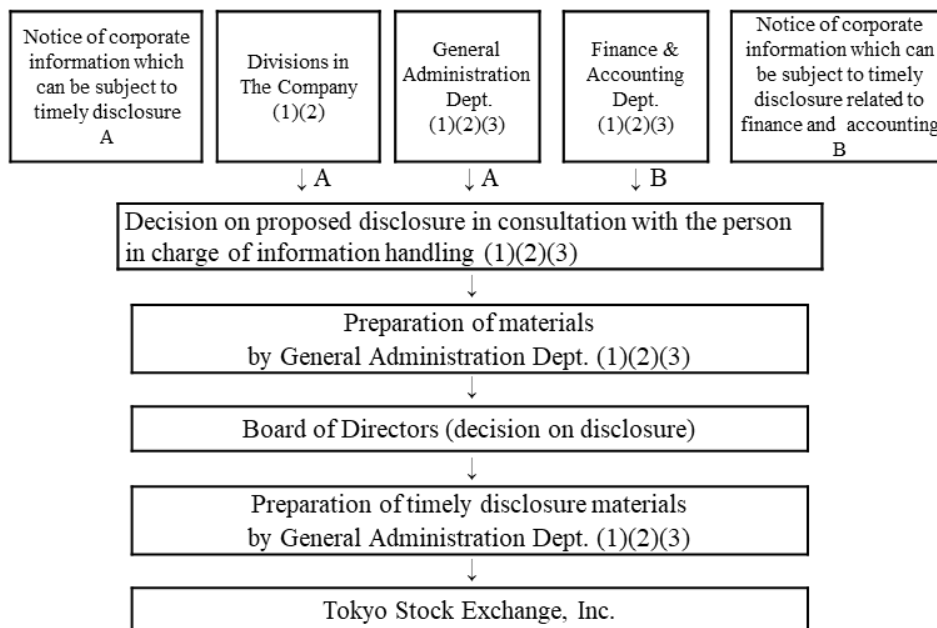 Notice of corporate
information which
can be subject to
timely disclosure
A
Divisions in
The Company
(1)(2)
General
Administration
Dept.
(1)(2)(3)
Finance &
Accounting
Dept.
(1)(2)(3)
Notice of corporate
information which can
be subject to timely
disclosure related to
finance and accounting
B
↓ A
↓ A
↓ B
Decision on proposed disclosure in consultation with the person
in charge of information handling (1)(2)(3)
↓
Preparation of materials
by General Administration Dept. (1)(2)(3)
↓
Board of Directors (decision on disclosure)
↓
Preparation of timely disclosure materials
by General Administration Dept. (1)(2)(3)
↓
Tokyo Stock Exchange, Inc.